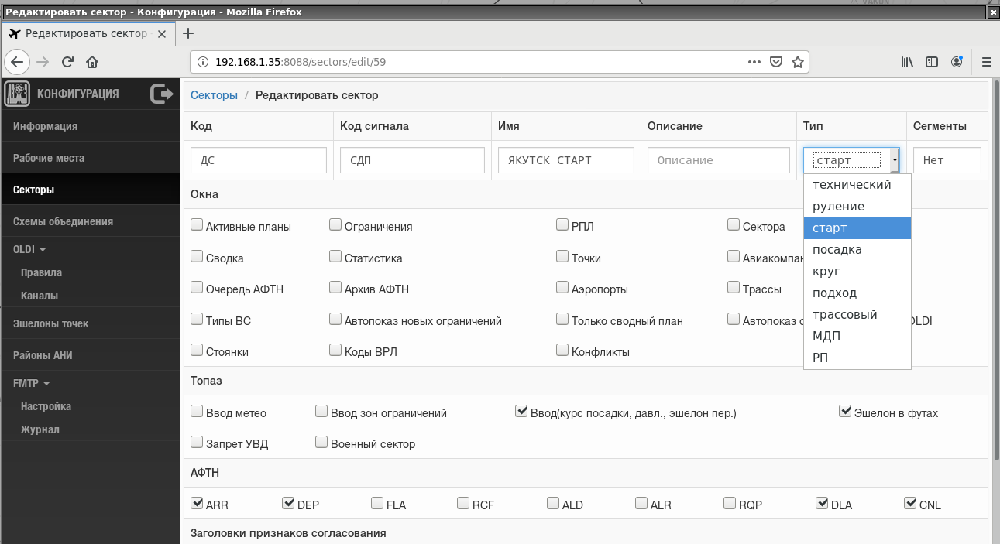 Редактировать сектор - Конфигурация - Mozilla Firefox
Редактировать сектор -
192.168.1.35:8088/sectors/edit/59
КОНФИГУРАЦИЯ
Информация
Рабочие места
Секторы
Схемы объединения
OLDI
Правила
Каналы
Эшелоны точек
Районы АНИ
FMTP
Настройка
Журнал
Секторы / Редактировать сектор
Код Код сигнала Имя Описание Тип Сегменты
ДС СДП ЯКУТСК СТАРТ Описание старт Нет
технический
руление
старт
посадка
круг
подход
трассовый
МДП
РП
Окна
Активные планы Ограничения РПЛ Сектора
Сводка Статистика Точки Авиакомпан
Очередь АФТН Архив АФТН Аэропорты Трассы
Типы ВС Автопоказ новых ограничений Только сводный план Автопоказ OLDI
Стоянки Коды ВРЛ Конфликты
Топаз
Ввод метео Ввод зон ограничений Ввод(курс посадки, давл., эшелон пер.) Эшелон в футах
Запрет УВД Военный сектор
АФТН
ARR DEP FLA RCF ALD ALR RQP DLA CNL
Заголовки признаков согласования